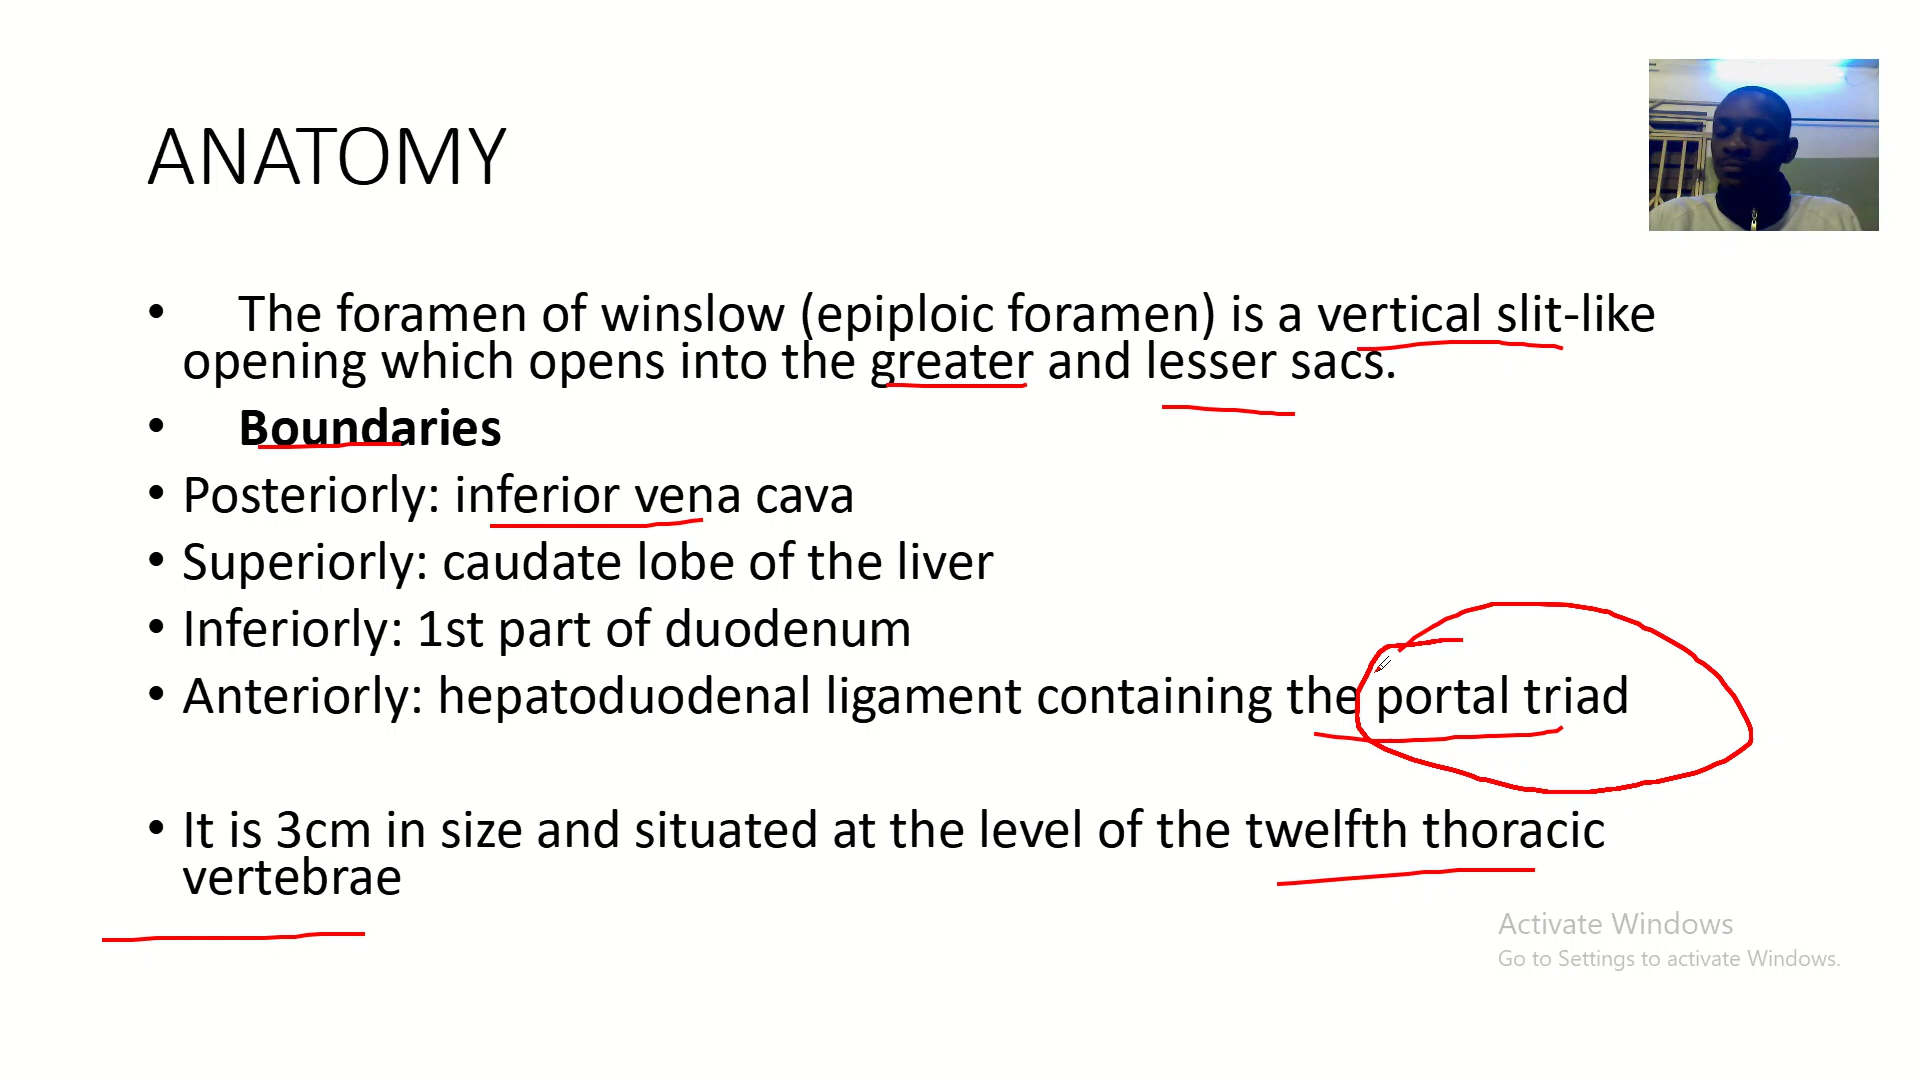 ANATOMY
• The foramen of winslow (epiploic foramen) is a vertical slit-like
opening which opens into the greater and lesser sacs.
• Boundaries
• Posteriorly: inferior vena cava
• Superiorly: caudate lobe of the liver
• Inferiorly: 1st part of duodenum
• Anteriorly: hepatoduodenal ligament containing the portal triad
• It is 3cm in size and situated at the level of the twelfth thoracic
vertebrae
Activate Windows
Go to Settings to activate Windows.